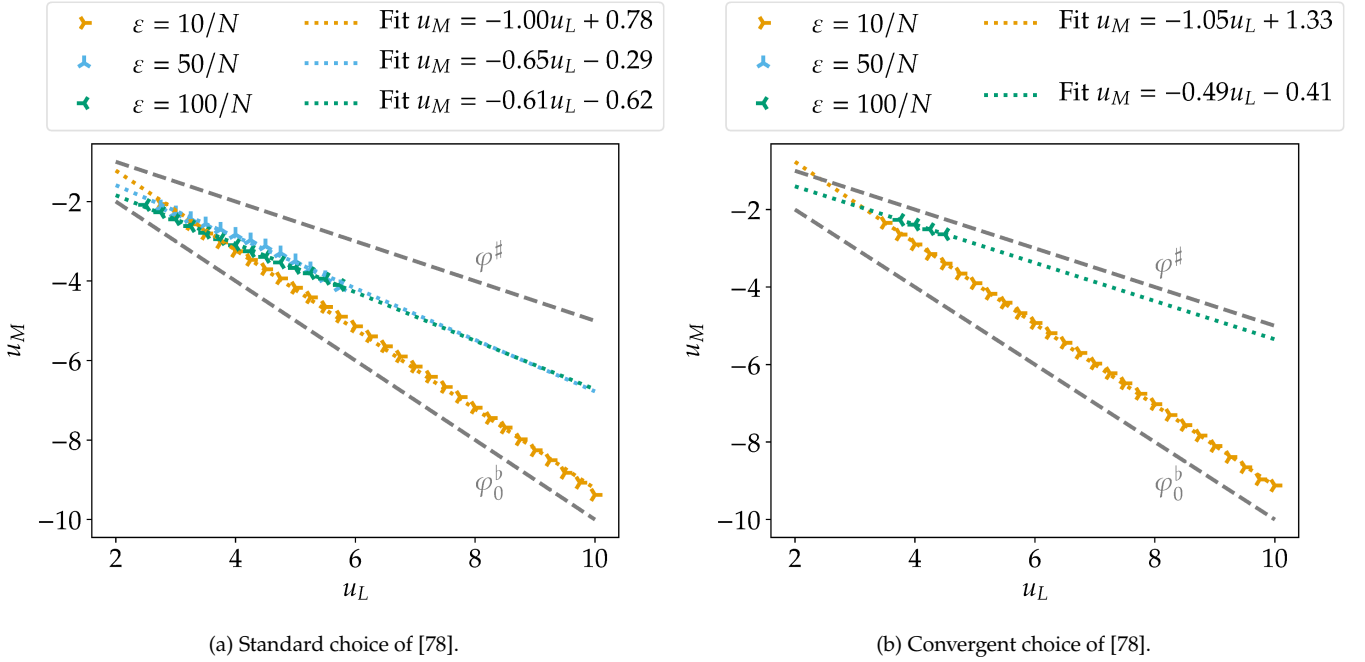 ε = 10/N Fit u_M = −1.00u_L + 0.78
ε = 50/N Fit u_M = −0.65u_L − 0.29
ε = 100/N Fit u_M = −0.61u_L − 0.62
−2
−4
−6
−8
−10
u_M
φ♯
φ₀♭
2 4 6 8 10
u_L
(a) Standard choice of [78].
ε = 10/N Fit u_M = −1.05u_L + 1.33
ε = 50/N
ε = 100/N Fit u_M = −0.49u_L − 0.41
−2
−4
−6
−8
−10
u_M
φ♯
φ₀♭
2 4 6 8 10
u_L
(b) Convergent choice of [78].